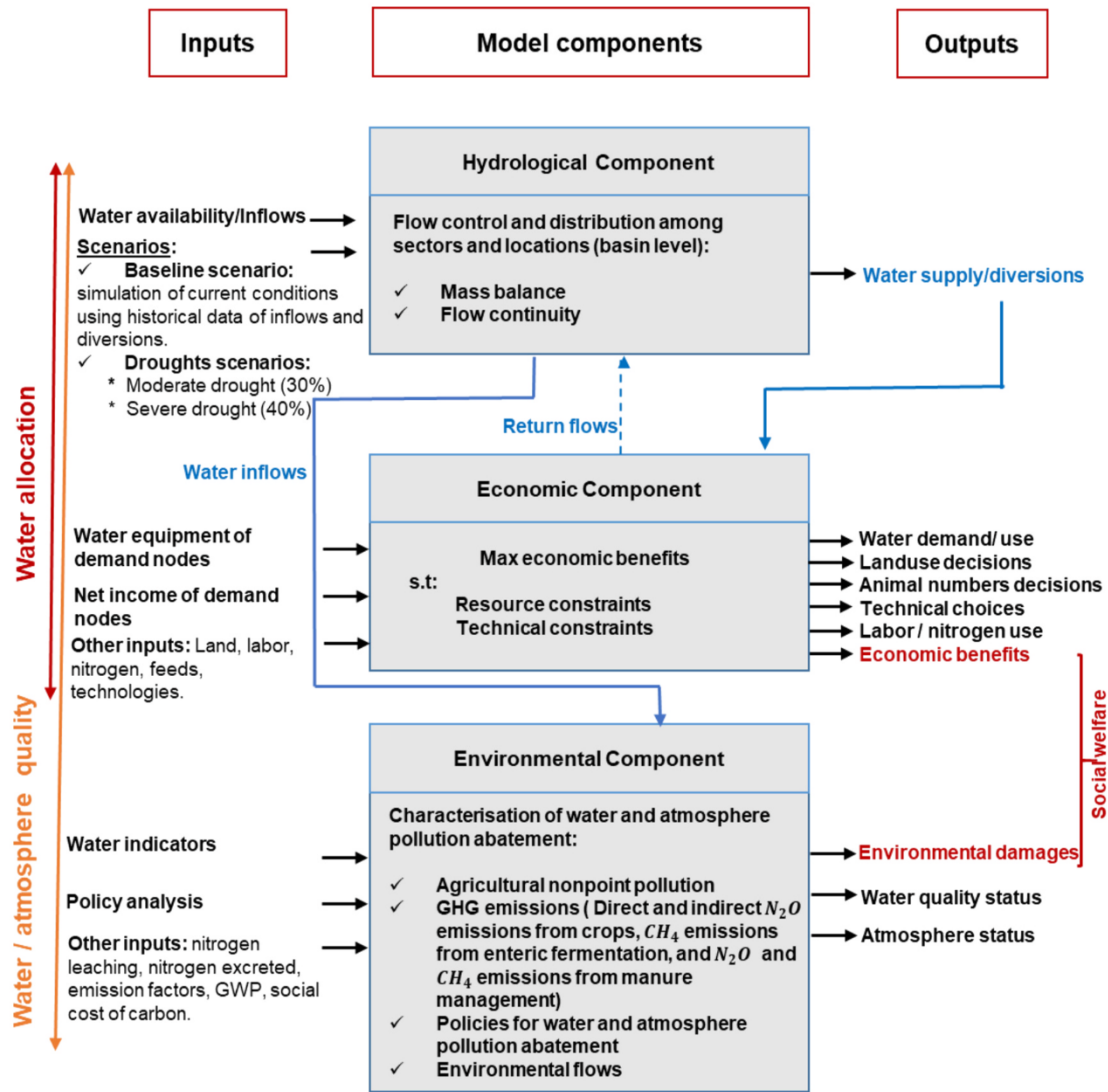 Inputs
Model components
Outputs
Hydrological Component
Water availability/Inflows
Scenarios:
✓ Baseline scenario:
simulation of current conditions
using historical data of inflows and
diversions.
✓ Droughts scenarios:
* Moderate drought (30%)
* Severe drought (40%)
Flow control and distribution among
sectors and locations (basin level):
✓ Mass balance
✓ Flow continuity
Water supply/diversions
Return flows
Water inflows
Water allocation
Economic Component
Water equipment of
demand nodes
Net income of demand
nodes
Other inputs: Land, labor,
nitrogen, feeds,
technologies.
Max economic benefits
s.t:
Resource constraints
Technical constraints
Water demand/ use
Landuse decisions
Animal numbers decisions
Technical choices
Labor / nitrogen use
Economic benefits
Social welfare
Water / atmosphere quality
Environmental Component
Water indicators
Policy analysis
Other inputs: nitrogen
leaching, nitrogen excreted,
emission factors, GWP, social
cost of carbon.
Characterisation of water and atmosphere
pollution abatement:
✓ Agricultural nonpoint pollution
✓ GHG emissions ( Direct and indirect N₂O
emissions from crops, CH₄ emissions
from enteric fermentation, and N₂O and
CH₄ emissions from manure
management)
✓ Policies for water and atmosphere
pollution abatement
✓ Environmental flows
Environmental damages
Water quality status
Atmosphere status